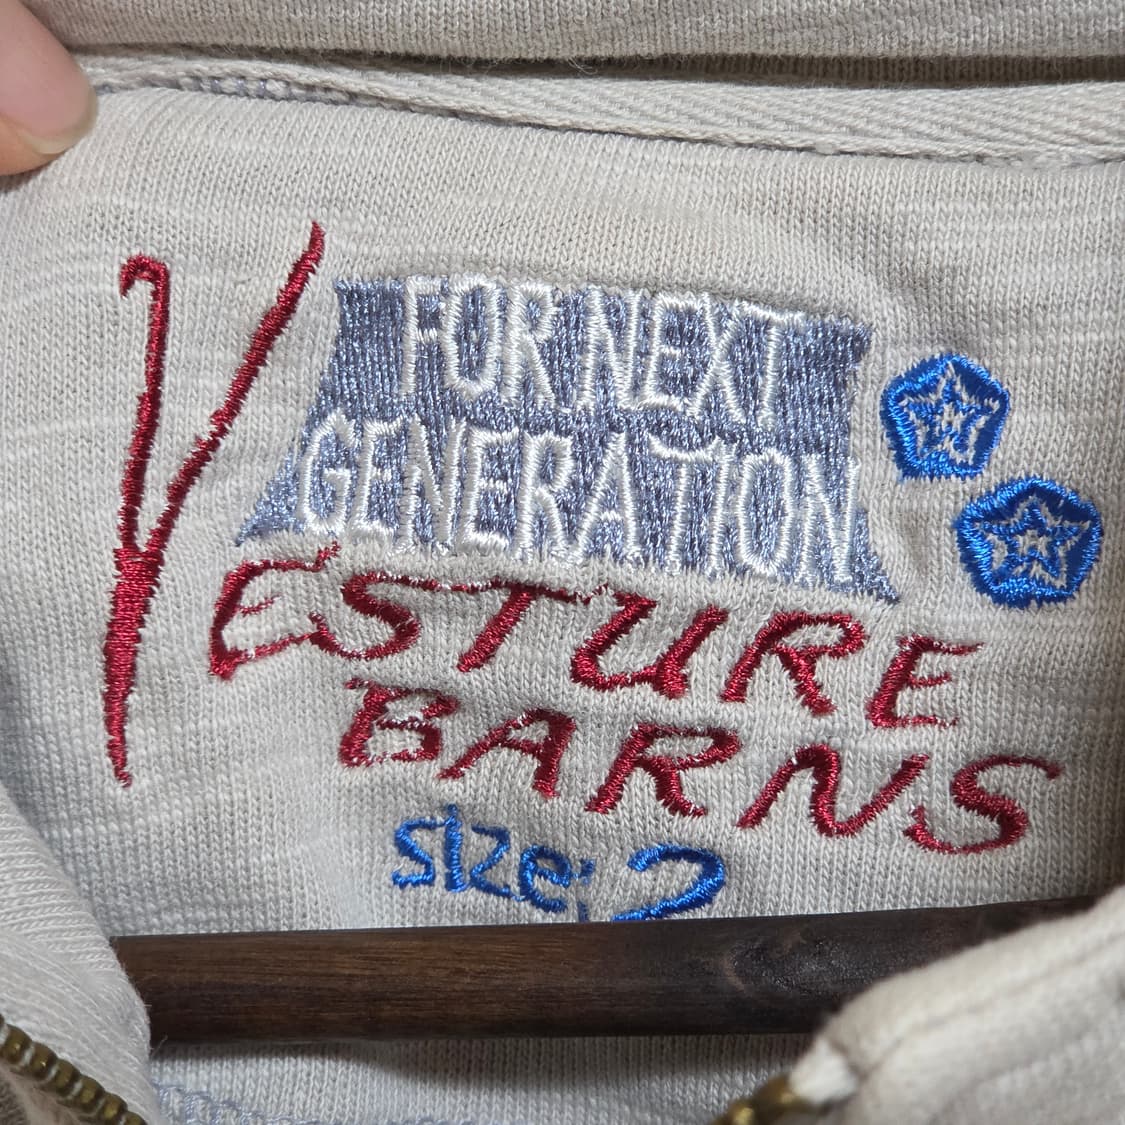 FOR NEXT
GENERATION
VESTURE
BARNS
size: 2